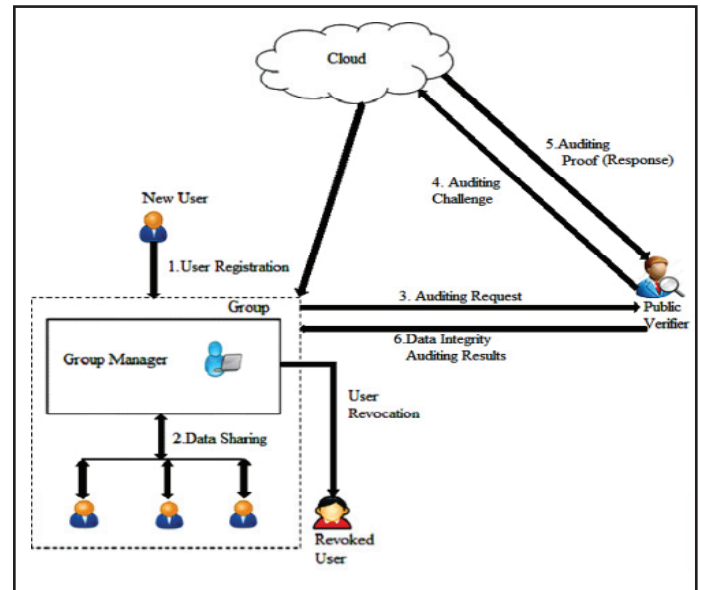 Cloud
5.Auditing
Proof (Response)
4. Auditing
Challenge
New User
1.User Registration
Group
3. Auditing Request
Public
Verifier
6.Data Integrity
Auditing Results
Group Manager
User
Revocation
2.Data Sharing
Revoked
User